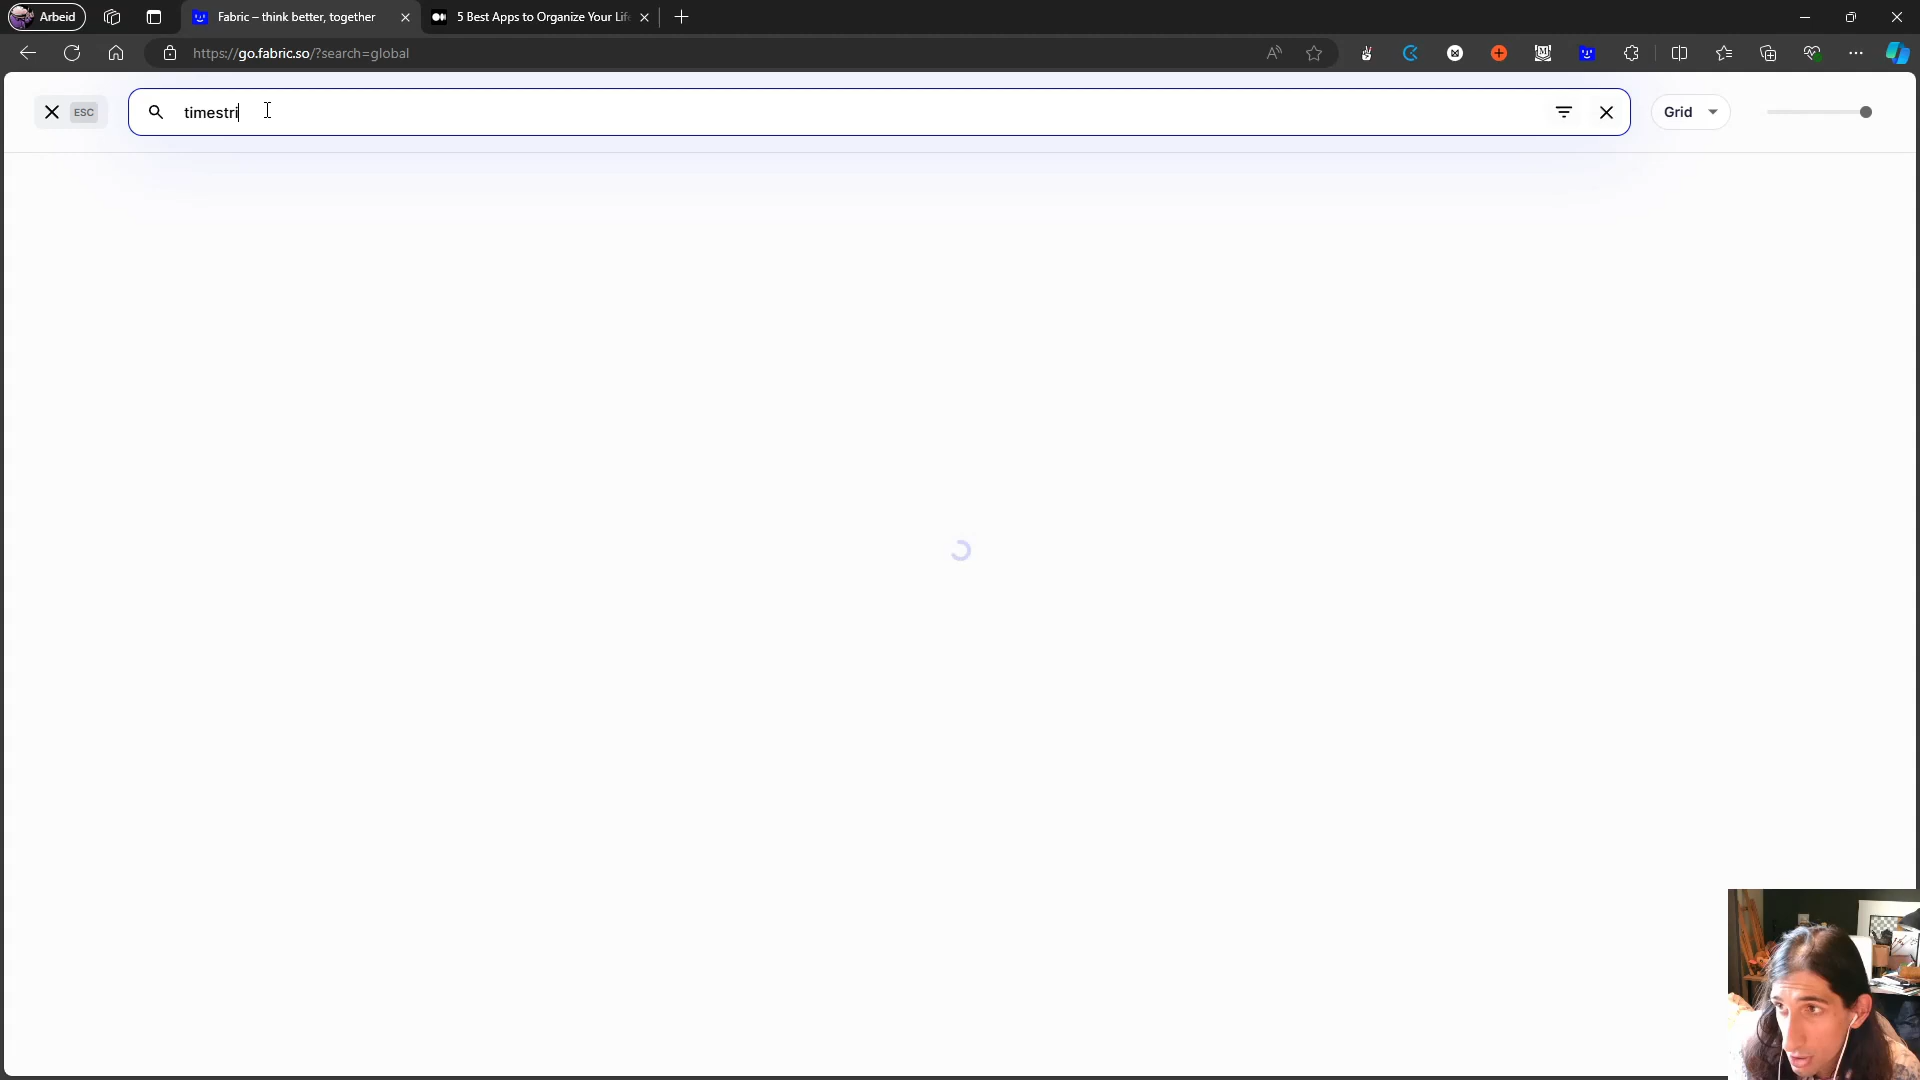 Arbeid
Fabric – think better, together
5 Best Apps to Organize Your Lif
https://go.fabric.so/?search=global
ESC
timestri
Grid